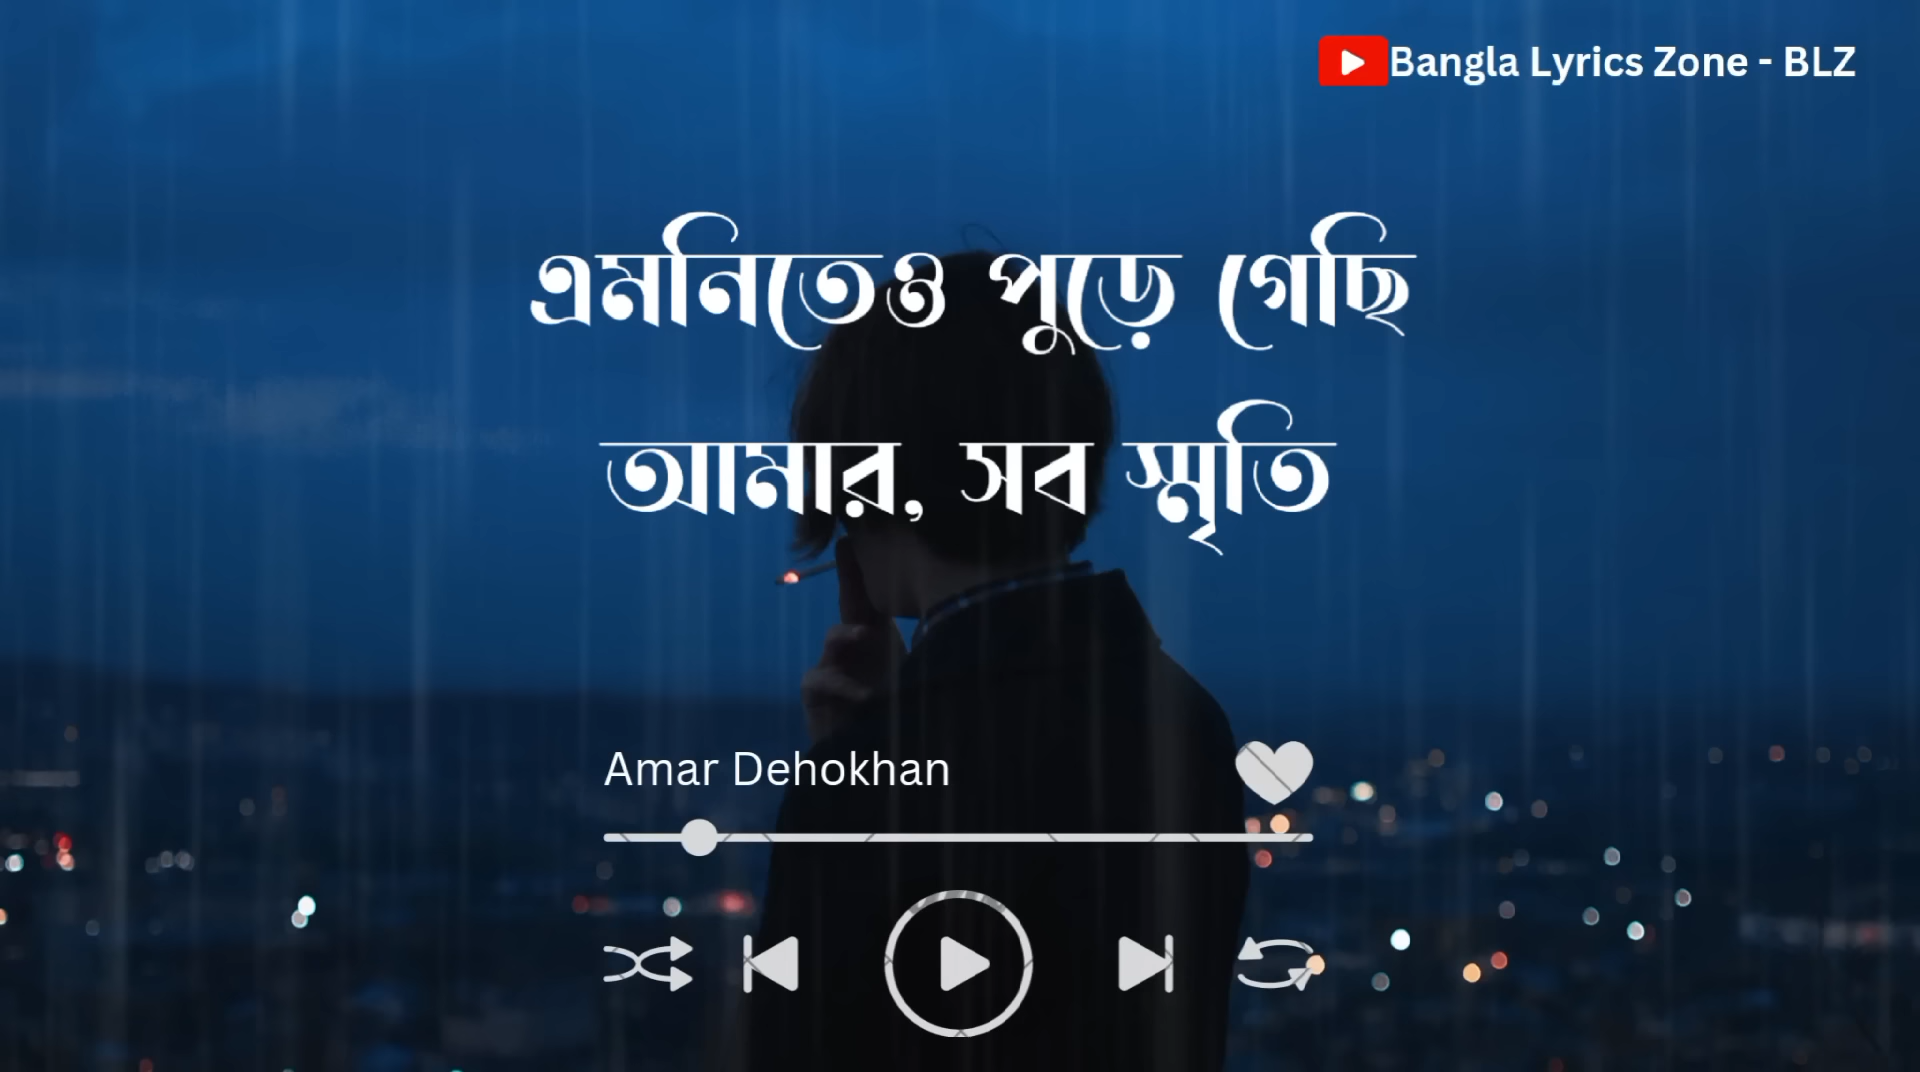 Bangla Lyrics Zone - BLZ
এমনিতেও পুড়ে গেছি
আমার, সব স্মৃতি
Amar Dehokhan